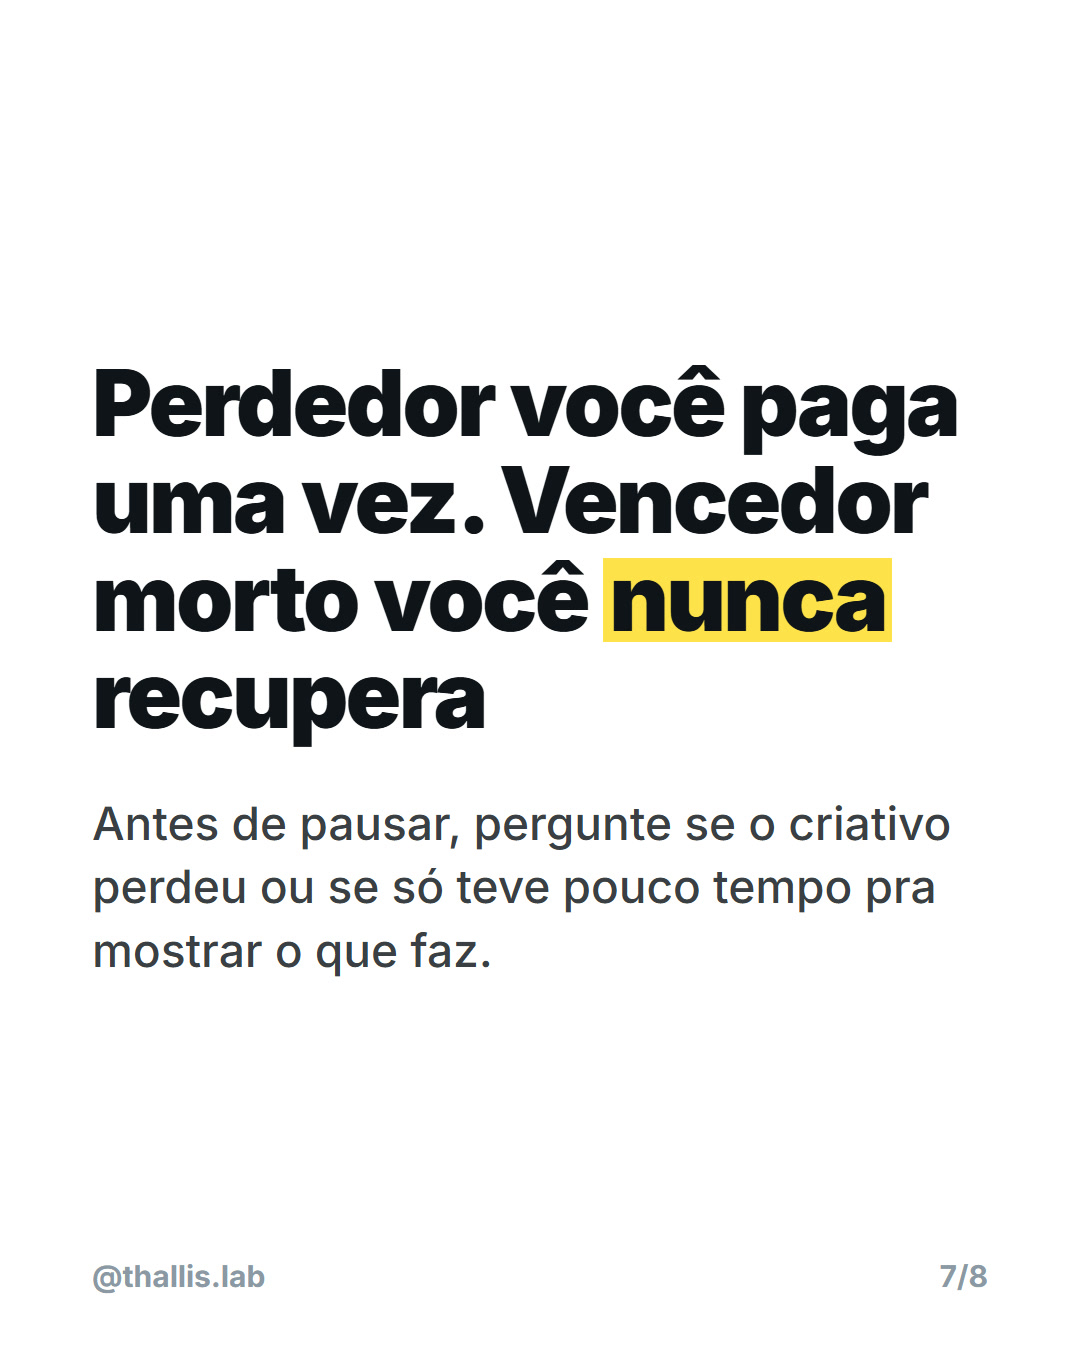 Perdedor você paga
uma vez. Vencedor
morto você nunca
recupera
Antes de pausar, pergunte se o criativo
perdeu ou se só teve pouco tempo pra
mostrar o que faz.
@thallis.lab
7/8